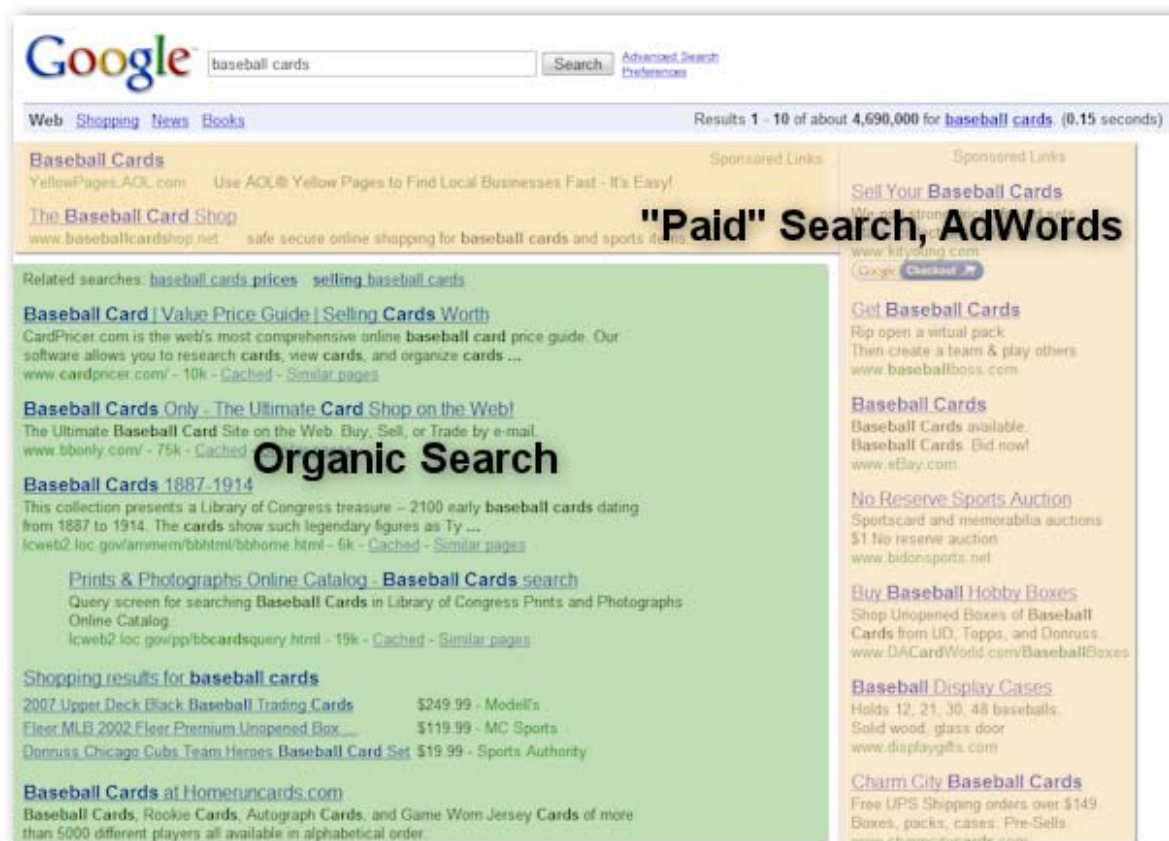 Google
baseball cards
Search
Advanced Search
Preferences
Web Shopping News Books
Results 1 - 10 of about 4,690,000 for baseball cards. (0.15 seconds)
Baseball Cards
Sponsored Links
YellowPages.AOL.com Use AOL® Yellow Pages to Find Local Businesses Fast - It's Easy!
The Baseball Card Shop
www.baseballcardshop.net safe secure online shopping for baseball cards and sports items
"Paid" Search, AdWords
Related searches: baseball cards prices selling baseball cards
Baseball Card | Value Price Guide | Selling Cards Worth
CardPricer.com is the web's most comprehensive online baseball card price guide. Our
software allows you to research cards, view cards, and organize cards ...
www.cardpricer.com/ - 10k - Cached - Similar pages
Baseball Cards Only - The Ultimate Card Shop on the Web!
The Ultimate Baseball Card Site on the Web. Buy, Sell, or Trade by e-mail.
www.bbonly.com/ - 75k - Cached
Organic Search
Baseball Cards 1887-1914
This collection presents a Library of Congress treasure -- 2100 early baseball cards dating
from 1887 to 1914. The cards show such legendary figures as Ty ...
lcweb2.loc.gov/ammem/bbhtml/bbhome.html - 6k - Cached - Similar pages
Prints & Photographs Online Catalog - Baseball Cards search
Query screen for searching Baseball Cards in Library of Congress Prints and Photographs
Online Catalog.
lcweb2.loc.gov/pp/bbcardsquery.html - 19k - Cached - Similar pages
Shopping results for baseball cards
2007 Upper Deck Black Baseball Trading Cards $249.99 - Modell's
Fleer MLB 2002 Fleer Premium Unopened Box ... $119.99 - MC Sports
Donruss Chicago Cubs Team Heroes Baseball Card Set $19.99 - Sports Authority
Baseball Cards at Homeruncards.com
Baseball Cards, Rookie Cards, Autograph Cards, and Game Worn Jersey Cards of more
than 5000 different players all available in alphabetical order.
Sponsored Links
Sell Your Baseball Cards
www.kityoung.com
Google Checkout
Get Baseball Cards
Rip open a virtual pack
Then create a team & play others
www.baseballboss.com
Baseball Cards
Baseball Cards available.
Baseball Cards. Bid now!
www.eBay.com
No Reserve Sports Auction
Sportscard and memorabilia auctions
$1 No reserve auction
www.bidonsports.net
Buy Baseball Hobby Boxes
Shop Unopened Boxes of Baseball
Cards from UD, Topps, and Donruss
www.DACardWorld.com/BaseballBoxes
Baseball Display Cases
Holds 12, 21, 30, 48 baseballs.
Solid wood, glass door
www.displaygifts.com
Charm City Baseball Cards
Free UPS Shipping orders over $149.
Boxes, packs, cases. Pre-Sells.